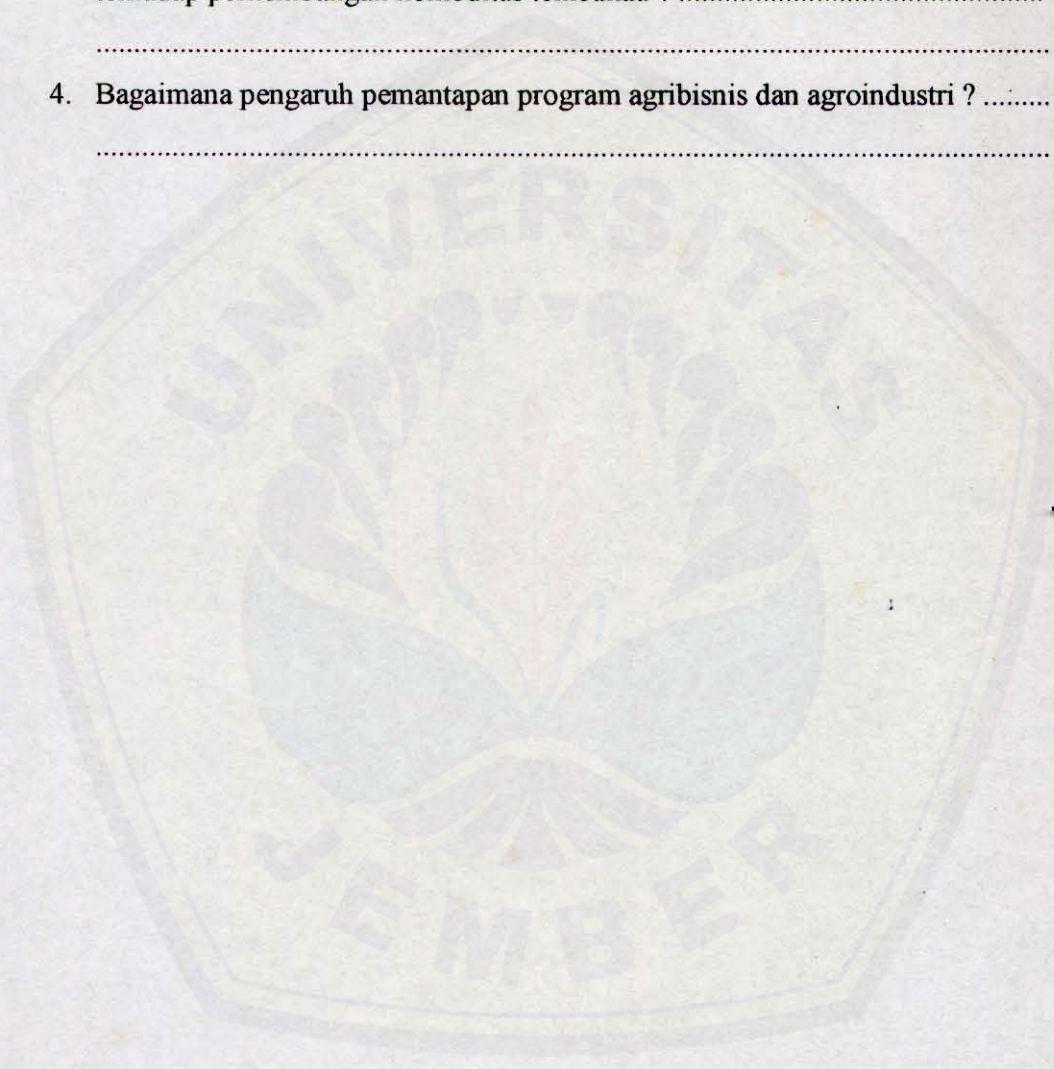 4. Bagaimana pengaruh pemantapan program agribisnis dan agroindustri ? ..........
..........................................................................................
UNIVERSITAS
JEMBER